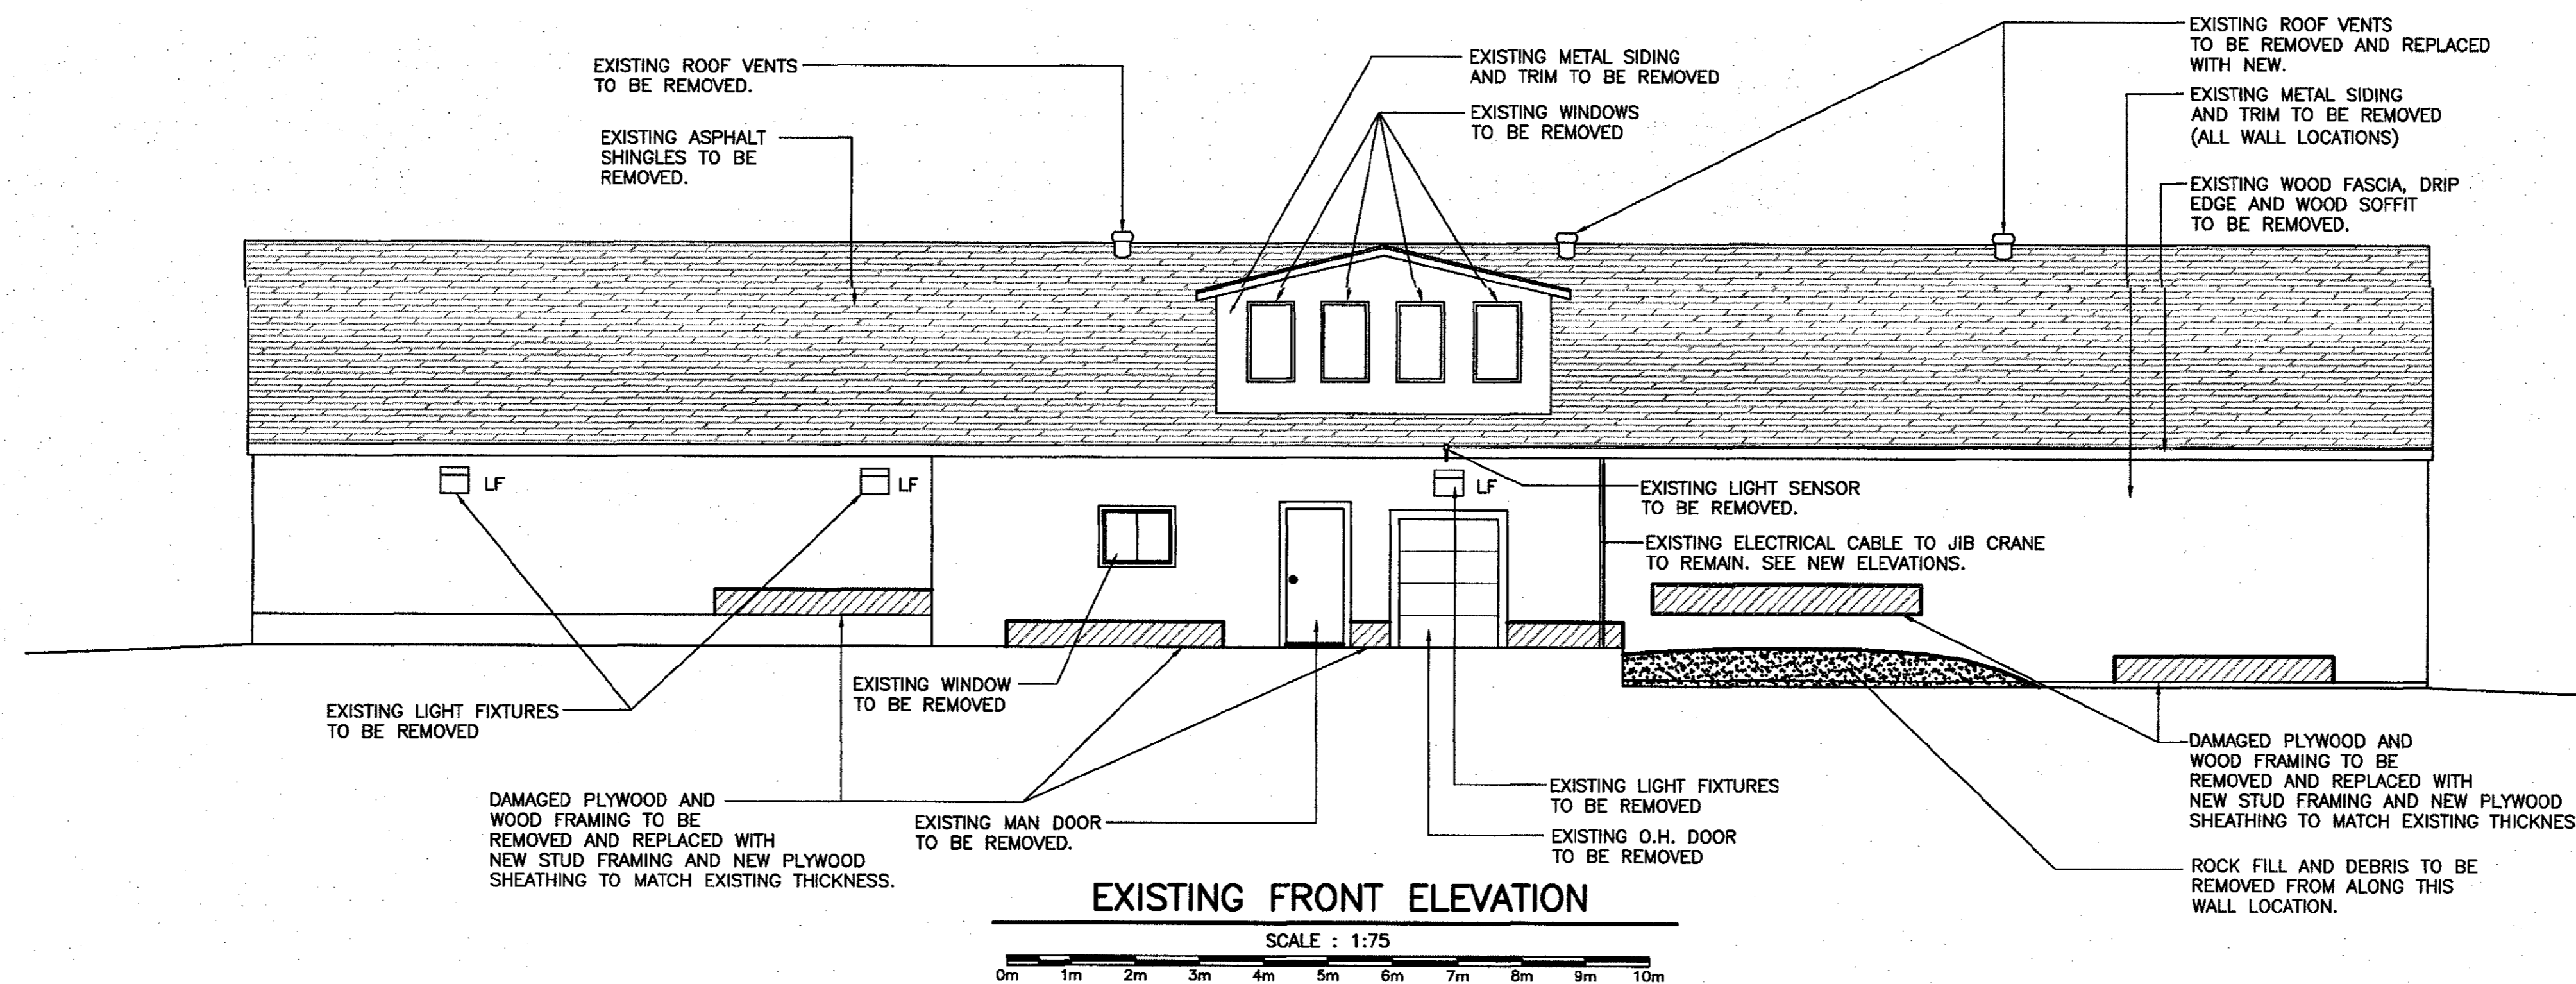 EXISTING ROOF VENTS
TO BE REMOVED.
EXISTING ASPHALT
SHINGLES TO BE
REMOVED.
EXISTING METAL SIDING
AND TRIM TO BE REMOVED
EXISTING WINDOWS
TO BE REMOVED
EXISTING ROOF VENTS
TO BE REMOVED AND REPLACED
WITH NEW.
EXISTING METAL SIDING
AND TRIM TO BE REMOVED
(ALL WALL LOCATIONS)
EXISTING WOOD FASCIA, DRIP
EDGE AND WOOD SOFFIT
TO BE REMOVED.
LF
LF
LF
EXISTING LIGHT SENSOR
TO BE REMOVED.
EXISTING ELECTRICAL CABLE TO JIB CRANE
TO REMAIN. SEE NEW ELEVATIONS.
EXISTING LIGHT FIXTURES
TO BE REMOVED
EXISTING WINDOW
TO BE REMOVED
DAMAGED PLYWOOD AND
WOOD FRAMING TO BE
REMOVED AND REPLACED WITH
NEW STUD FRAMING AND NEW PLYWOOD
SHEATHING TO MATCH EXISTING THICKNESS.
EXISTING MAN DOOR
TO BE REMOVED.
EXISTING LIGHT FIXTURES
TO BE REMOVED
EXISTING O.H. DOOR
TO BE REMOVED
DAMAGED PLYWOOD AND
WOOD FRAMING TO BE
REMOVED AND REPLACED WITH
NEW STUD FRAMING AND NEW PLYWOOD
SHEATHING TO MATCH EXISTING THICKNES
ROCK FILL AND DEBRIS TO BE
REMOVED FROM ALONG THIS
WALL LOCATION.
EXISTING FRONT ELEVATION
SCALE : 1:75
0m 1m 2m 3m 4m 5m 6m 7m 8m 9m 10m